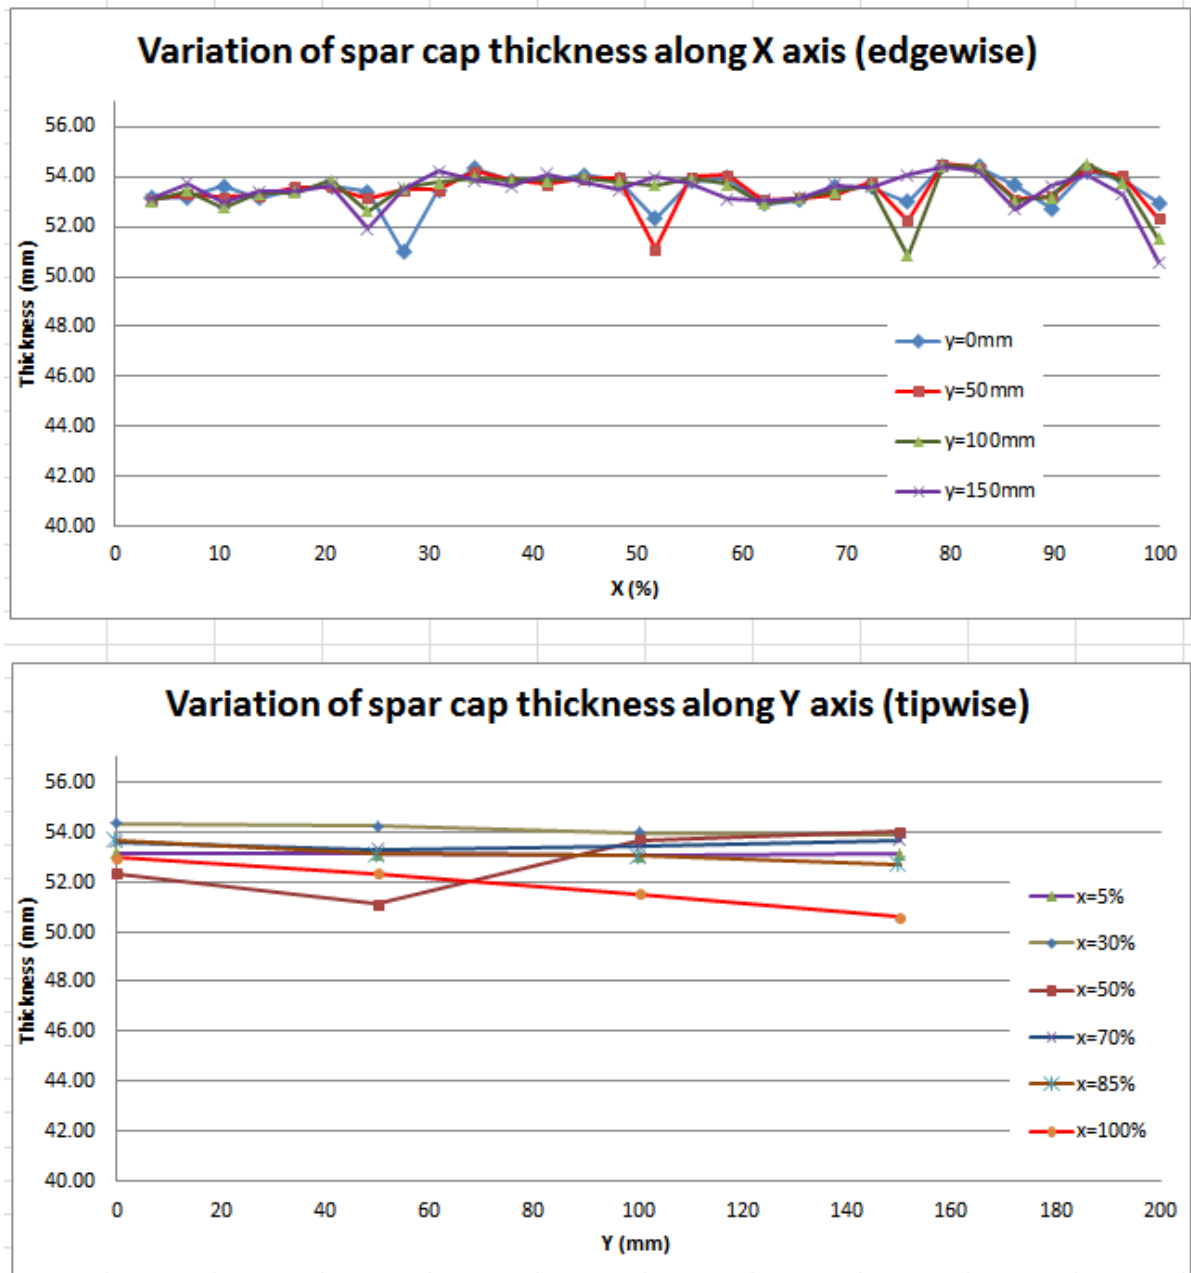 Variation of spar cap thickness along X axis (edgewise)
56.00
54.00
52.00
50.00
48.00
46.00
44.00
42.00
40.00
Thickness (mm)
0 10 20 30 40 50 60 70 80 90 100
X (%)
y=0mm
y=50mm
y=100mm
y=150mm
Variation of spar cap thickness along Y axis (tipwise)
56.00
54.00
52.00
50.00
48.00
46.00
44.00
42.00
40.00
Thickness (mm)
0 20 40 60 80 100 120 140 160 180 200
Y (mm)
x=5%
x=30%
x=50%
x=70%
x=85%
x=100%